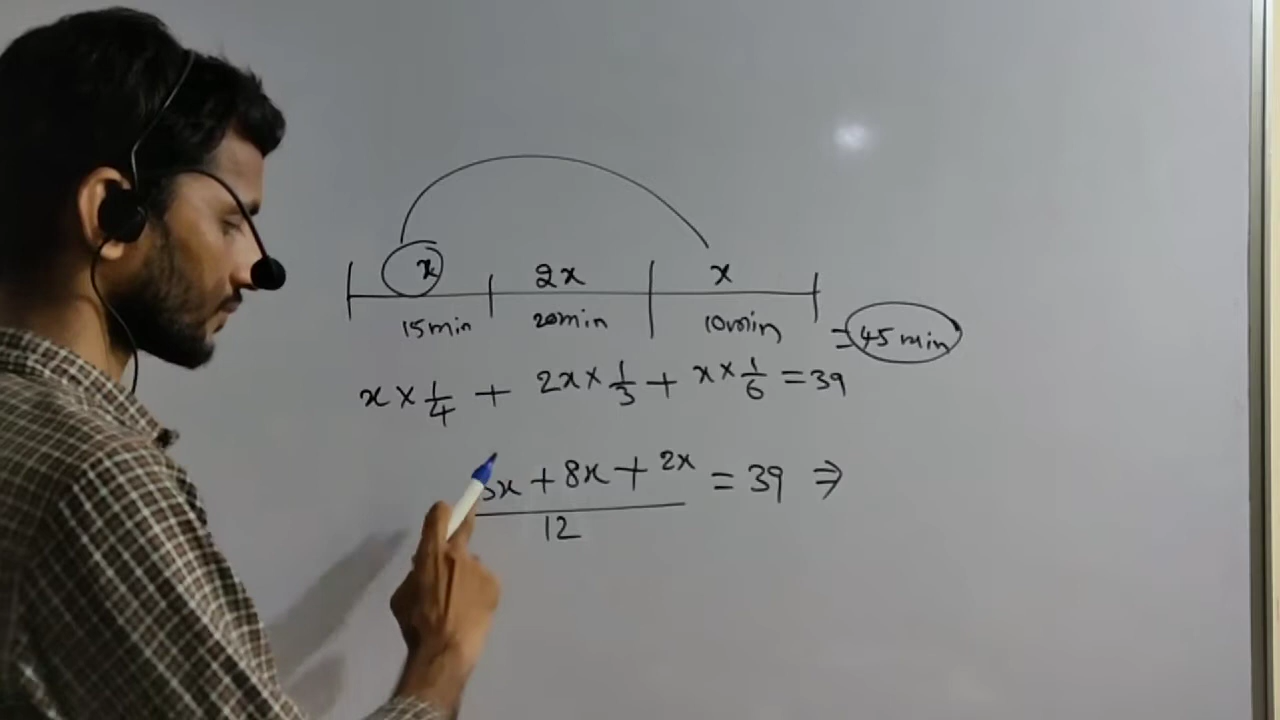 x 2x x
15min 20min 10min = 45 min
x × 1/4 + 2x × 1/3 + x × 1/6 = 39
3x + 8x + 2x = 39 ⇒
12